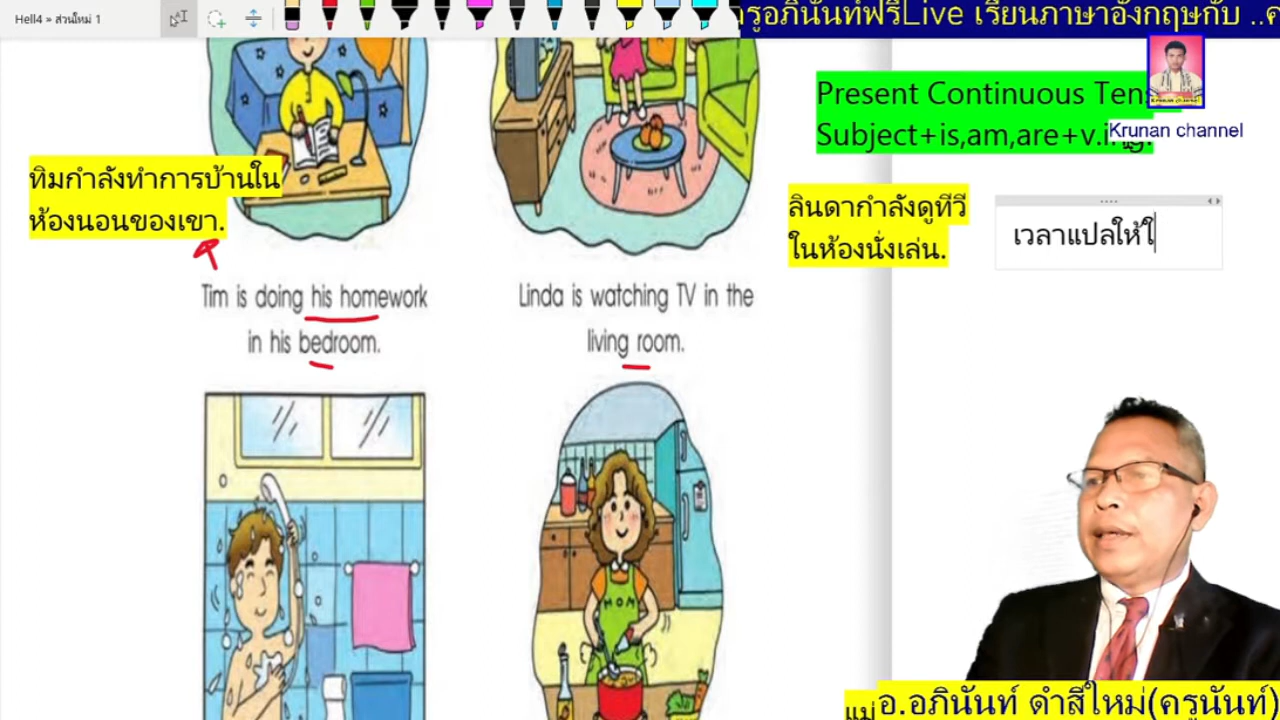 Hell4 » ส่วนใหม่ 1
รูอภินันท์ฟรีLive เรียนภาษาอังกฤษกับ ..ค
Present Continuous Tens
Subject+is,am,are+v.ing.
Krunan channel
ทิมกำลังทำการบ้านใน
ห้องนอนของเขา.
ลินดากำลังดูทีวี
ในห้องนั่งเล่น.
เวลาแปลให้ใ
Tim is doing his homework
in his bedroom.
Linda is watching TV in the
living room.
MOM
แม่
อ.อภินันท์ ดำสีใหม่(ครูนันท์)